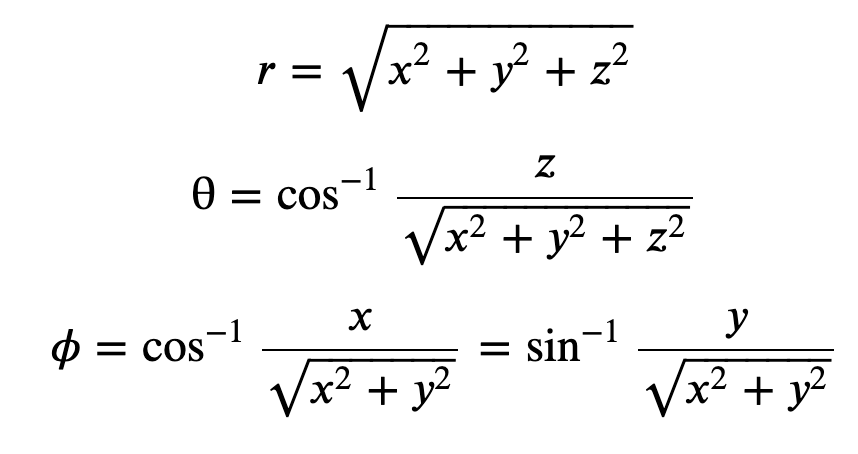 r = √(x² + y² + z²)
θ = cos⁻¹ z / √(x² + y² + z²)
ϕ = cos⁻¹ x / √(x² + y²) = sin⁻¹ y / √(x² + y²)